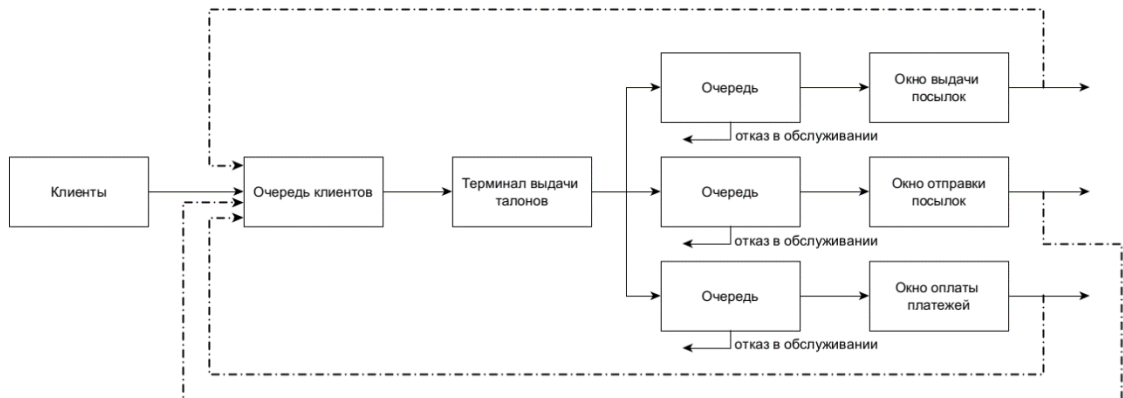 Очередь
Окно выдачи
посылок
отказ в обслуживании
Клиенты
Очередь клиентов
Терминал выдачи
талонов
Очередь
Окно отправки
посылок
отказ в обслуживании
Очередь
Окно оплаты
платежей
отказ в обслуживании